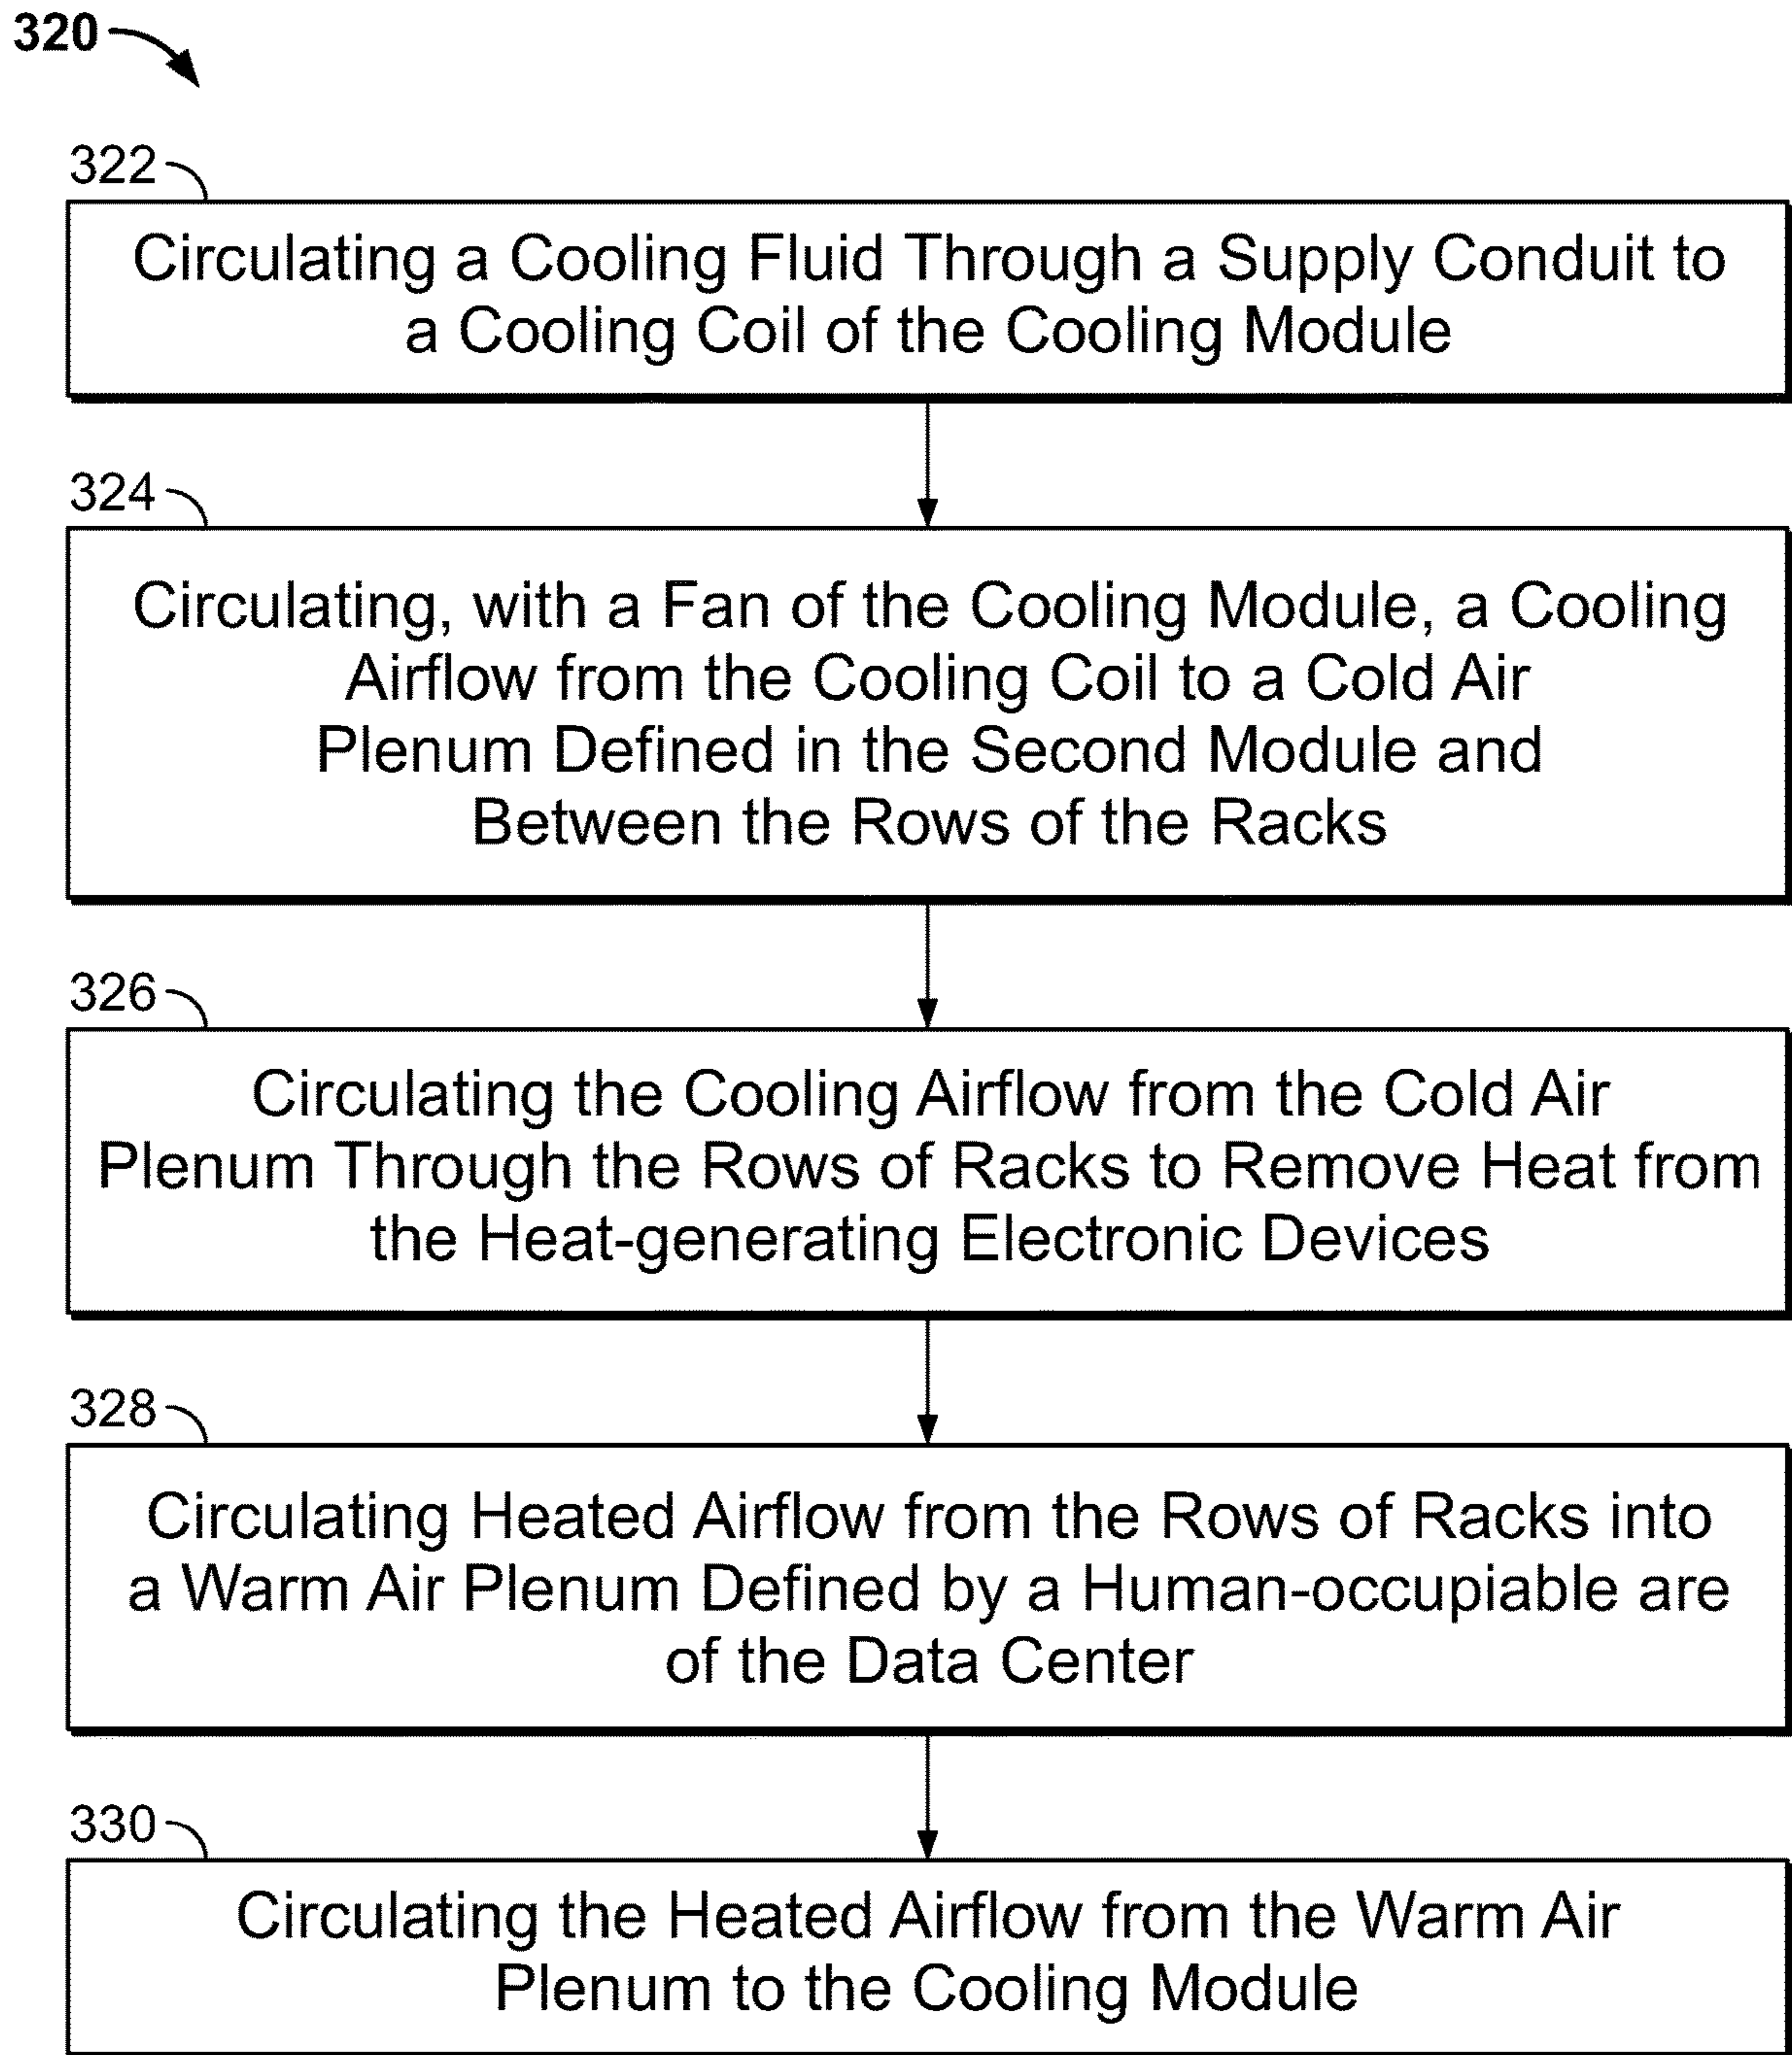 320
322
Circulating a Cooling Fluid Through a Supply Conduit to
a Cooling Coil of the Cooling Module
324
Circulating, with a Fan of the Cooling Module, a Cooling
Airflow from the Cooling Coil to a Cold Air
Plenum Defined in the Second Module and
Between the Rows of the Racks
326
Circulating the Cooling Airflow from the Cold Air
Plenum Through the Rows of Racks to Remove Heat from
the Heat-generating Electronic Devices
328
Circulating Heated Airflow from the Rows of Racks into
a Warm Air Plenum Defined by a Human-occupiable are
of the Data Center
330
Circulating the Heated Airflow from the Warm Air
Plenum to the Cooling Module